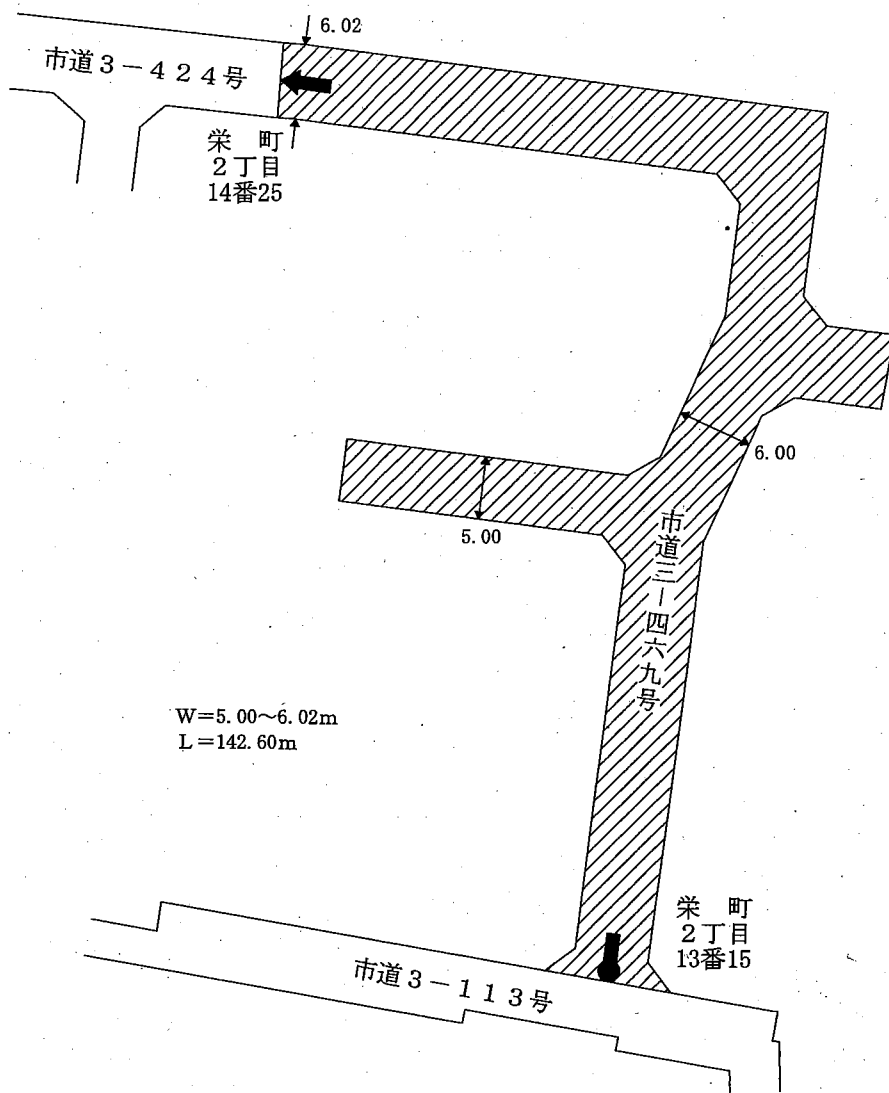 6.02
市道3-424号
栄町
2丁目
14番25
6.00
5.00
市道三-四六九号
W=5.00~6.02m
L=142.60m
栄町
2丁目
13番15
市道3-113号